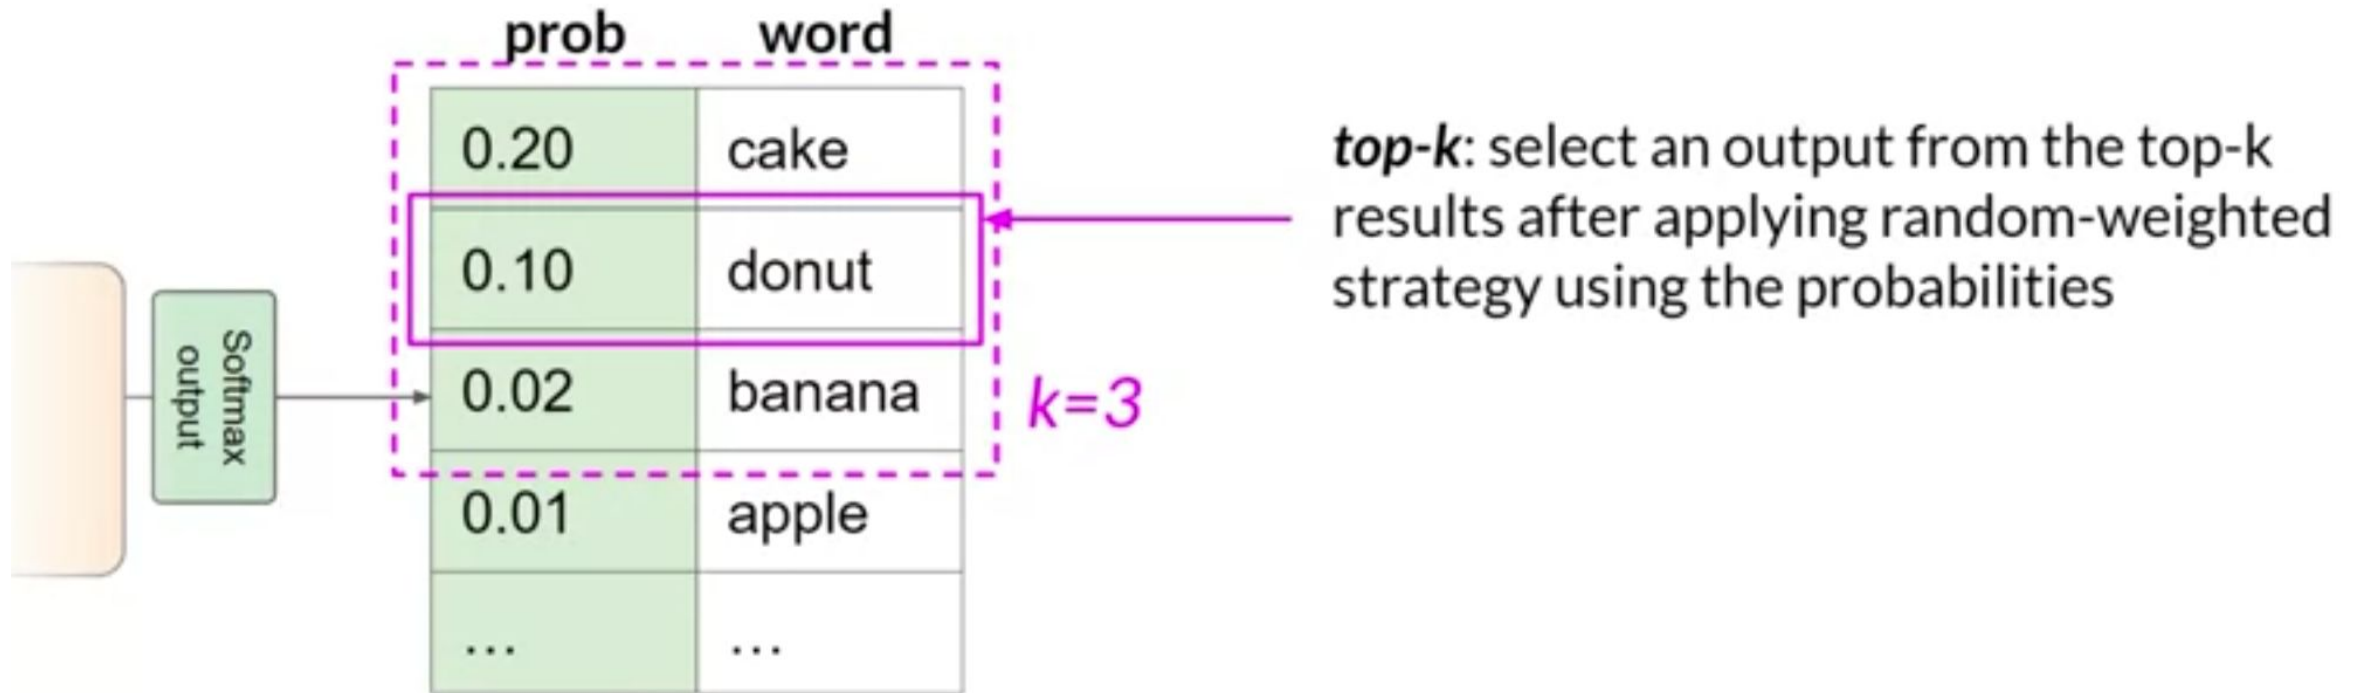 prob word
0.20 cake
0.10 donut
0.02 banana
0.01 apple
... ...
Softmax
output
k=3
top-k: select an output from the top-k
results after applying random-weighted
strategy using the probabilities